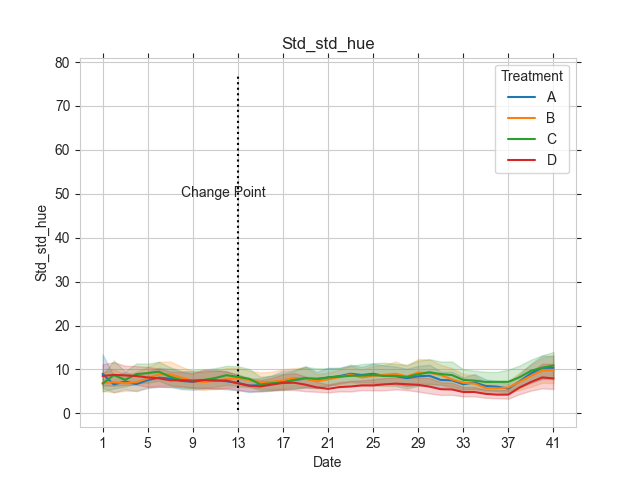 Std_std_hue
80
70
60
50
40
30
20
10
0
Std_std_hue
Change Point
Treatment
A
B
C
D
1 5 9 13 17 21 25 29 33 37 41
Date